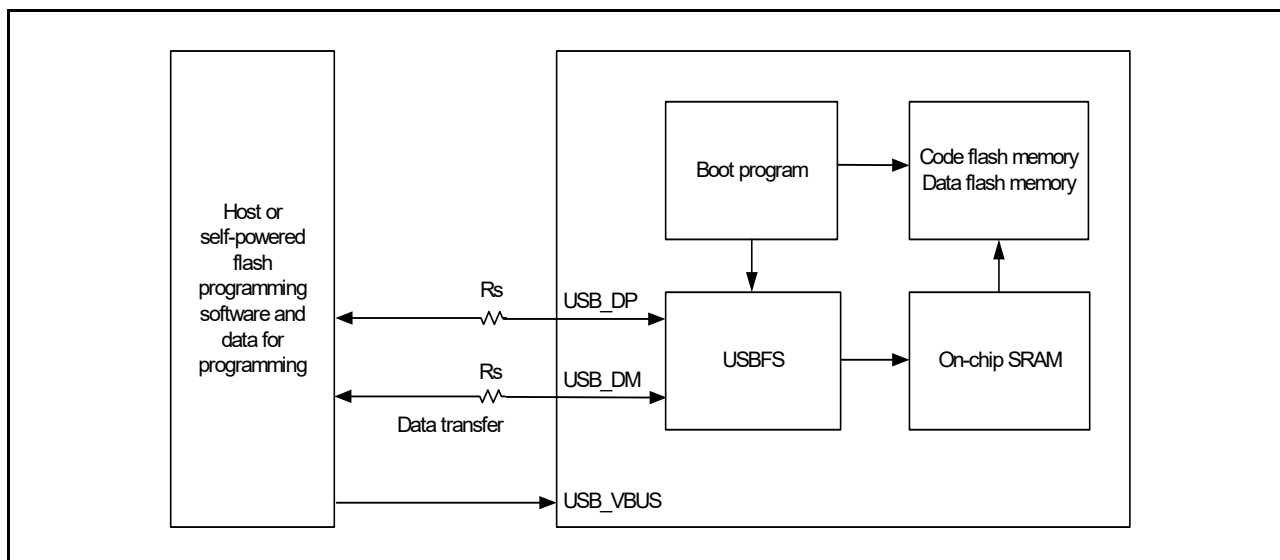 Host or
self-powered
flash
programming
software and
data for
programming
Rs
USB_DP
Rs
USB_DM
Data transfer
USB_VBUS
Boot program
Code flash memory
Data flash memory
USBFS
On-chip SRAM